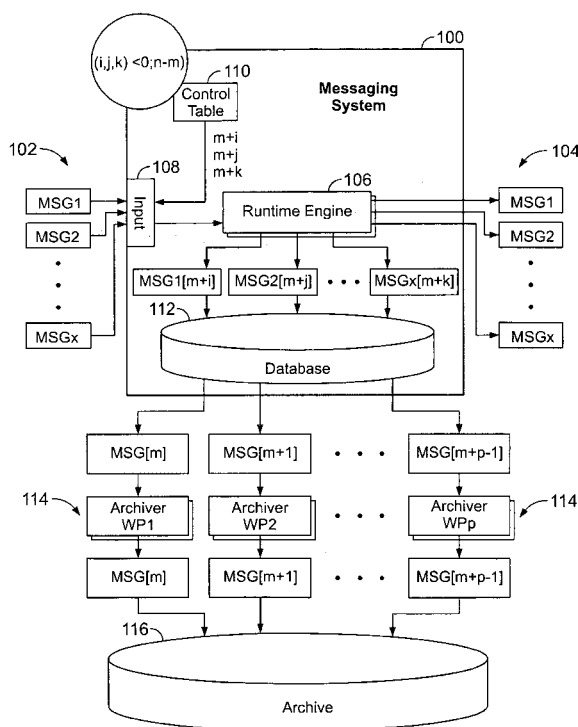 100
(i,j,k) <0;n-m)
110
Control
Table
Messaging
System
102
108
m+i
m+j
m+k
106
104
MSG1
MSG2
MSGx
Input
Runtime Engine
MSG1
MSG2
MSGx
MSG1[m+i]
MSG2[m+j]
• • •
MSGx[m+k]
112
Database
MSG[m]
MSG[m+1]
• • •
MSG[m+p-1]
114
Archiver
WP1
Archiver
WP2
• • •
Archiver
WPp
114
MSG[m]
MSG[m+1]
• • •
MSG[m+p-1]
116
Archive